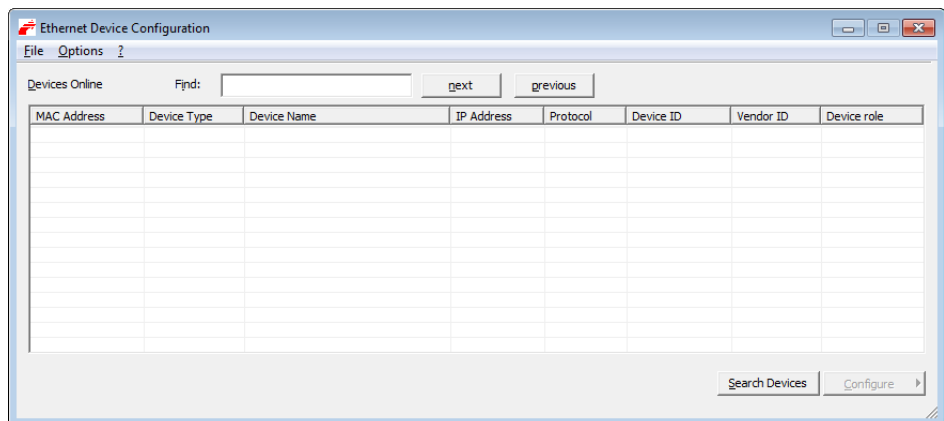 Ethernet Device Configuration
File Options ?
Devices Online Find: next previous
MAC Address Device Type Device Name IP Address Protocol Device ID Vendor ID Device role
Search Devices Configure